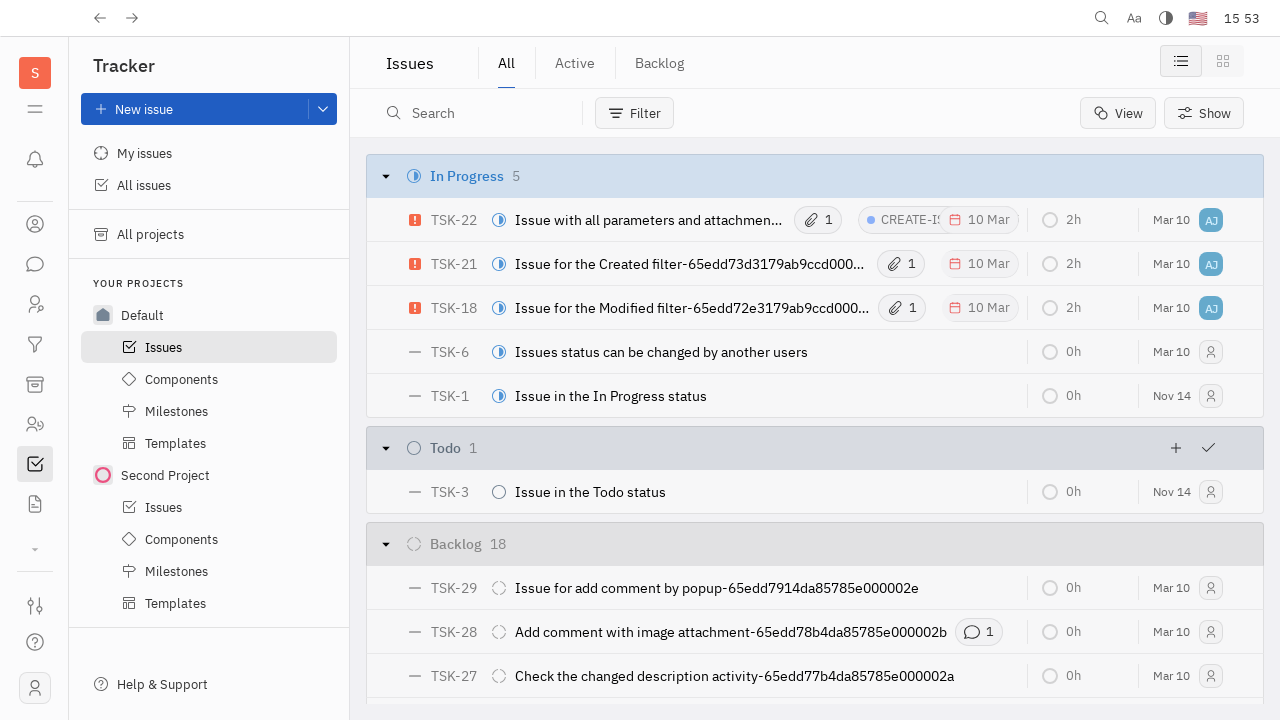 Aa 15 53
S
Tracker
New issue
My issues
All issues
All projects
YOUR PROJECTS
Default
Issues
Components
Milestones
Templates
Second Project
Issues
Components
Milestones
Templates
Help & Support
Issues All Active Backlog
Search Filter View Show
In Progress 5
TSK-22 Issue with all parameters and attachmen... 1 10 Mar 2h Mar 10 AJ
TSK-21 Issue for the Created filter-65edd73d3179ab9ccd000... 1 10 Mar 2h Mar 10 AJ
TSK-18 Issue for the Modified filter-65edd72e3179ab9ccd000... 1 10 Mar 2h Mar 10 AJ
TSK-6 Issues status can be changed by another users 0h Mar 10
TSK-1 Issue in the In Progress status 0h Nov 14
Todo 1
TSK-3 Issue in the Todo status 0h Nov 14
Backlog 18
TSK-29 Issue for add comment by popup-65edd7914da85785e000002e 0h Mar 10
TSK-28 Add comment with image attachment-65edd78b4da85785e000002b 1 0h Mar 10
TSK-27 Check the changed description activity-65edd77b4da85785e000002a 0h Mar 10